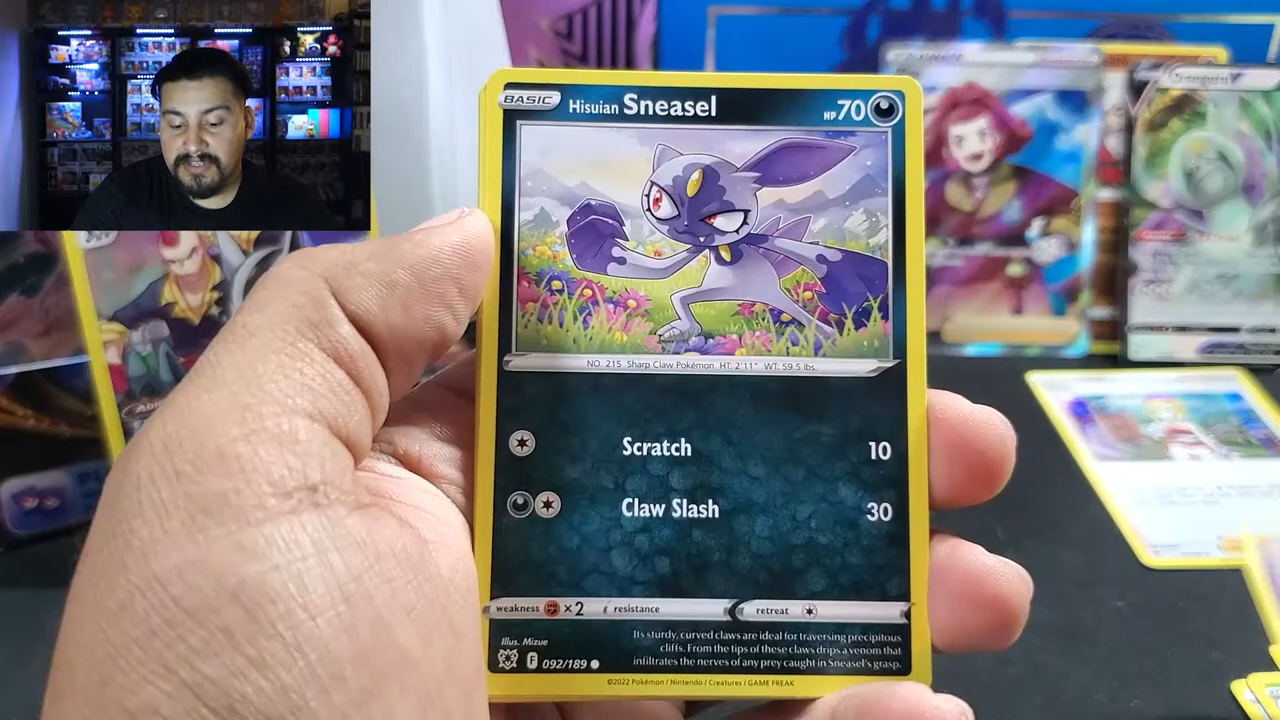 BASIC Hisuian Sneasel HP 70
NO. 215 Sharp Claw Pokémon HT: 2'11" WT: 59.5 lbs.
Scratch 10
Claw Slash 30
weakness ×2 resistance retreat
Illus. Mizue
Its sturdy, curved claws are ideal for traversing precipitous
cliffs. From the tips of these claws drips a venom that
infiltrates the nerves of any prey caught in Sneasel's grasp.
F 092/189
©2022 Pokémon / Nintendo / Creatures / GAME FREAK